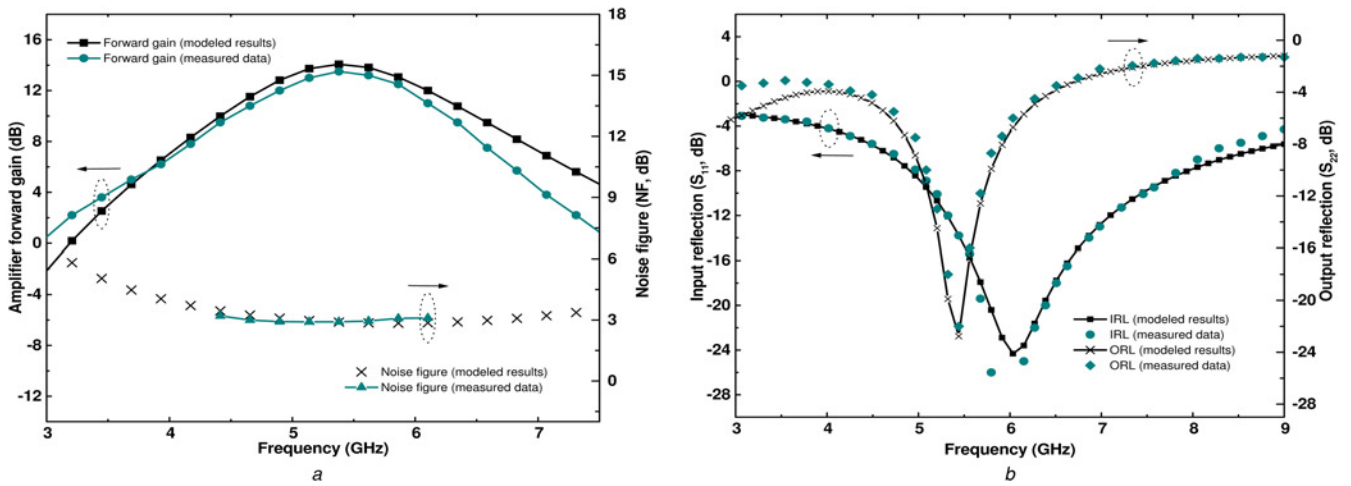 16
12
8
4
0
-4
-8
-12
Amplifier forward gain (dB)
Forward gain (modeled results)
Forward gain (measured data)
Noise figure (modeled results)
Noise figure (measured data)
18
15
12
9
6
3
0
Noise figure (NF, dB)
3
4
5
6
7
Frequency (GHz)
a
4
0
-4
-8
-12
-16
-20
-24
-28
Input reflection (S11, dB)
IRL (modeled results)
IRL (measured data)
ORL (modeled results)
ORL (measured data)
0
-4
-8
-12
-16
-20
-24
-28
Output reflection (S22, dB)
3
4
5
6
7
8
9
Frequency (GHz)
b